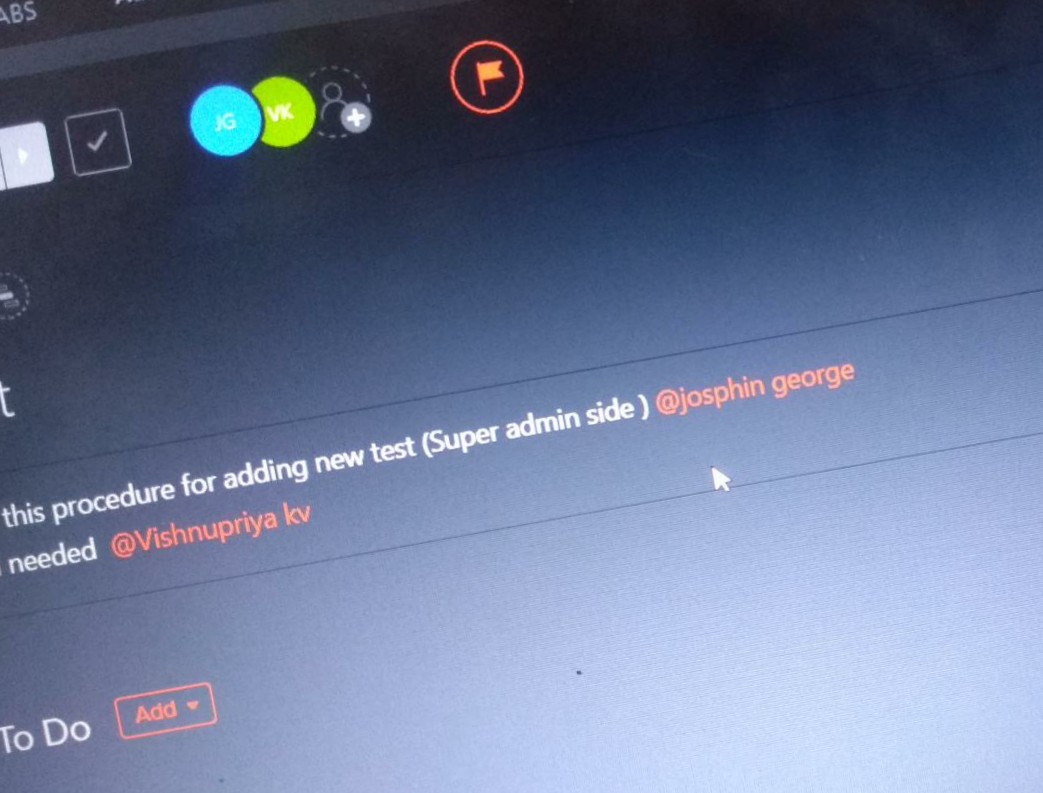 ABS
JG VK
t
this procedure for adding new test (Super admin side ) @josphin george
needed @Vishnupriya kv
To Do Add